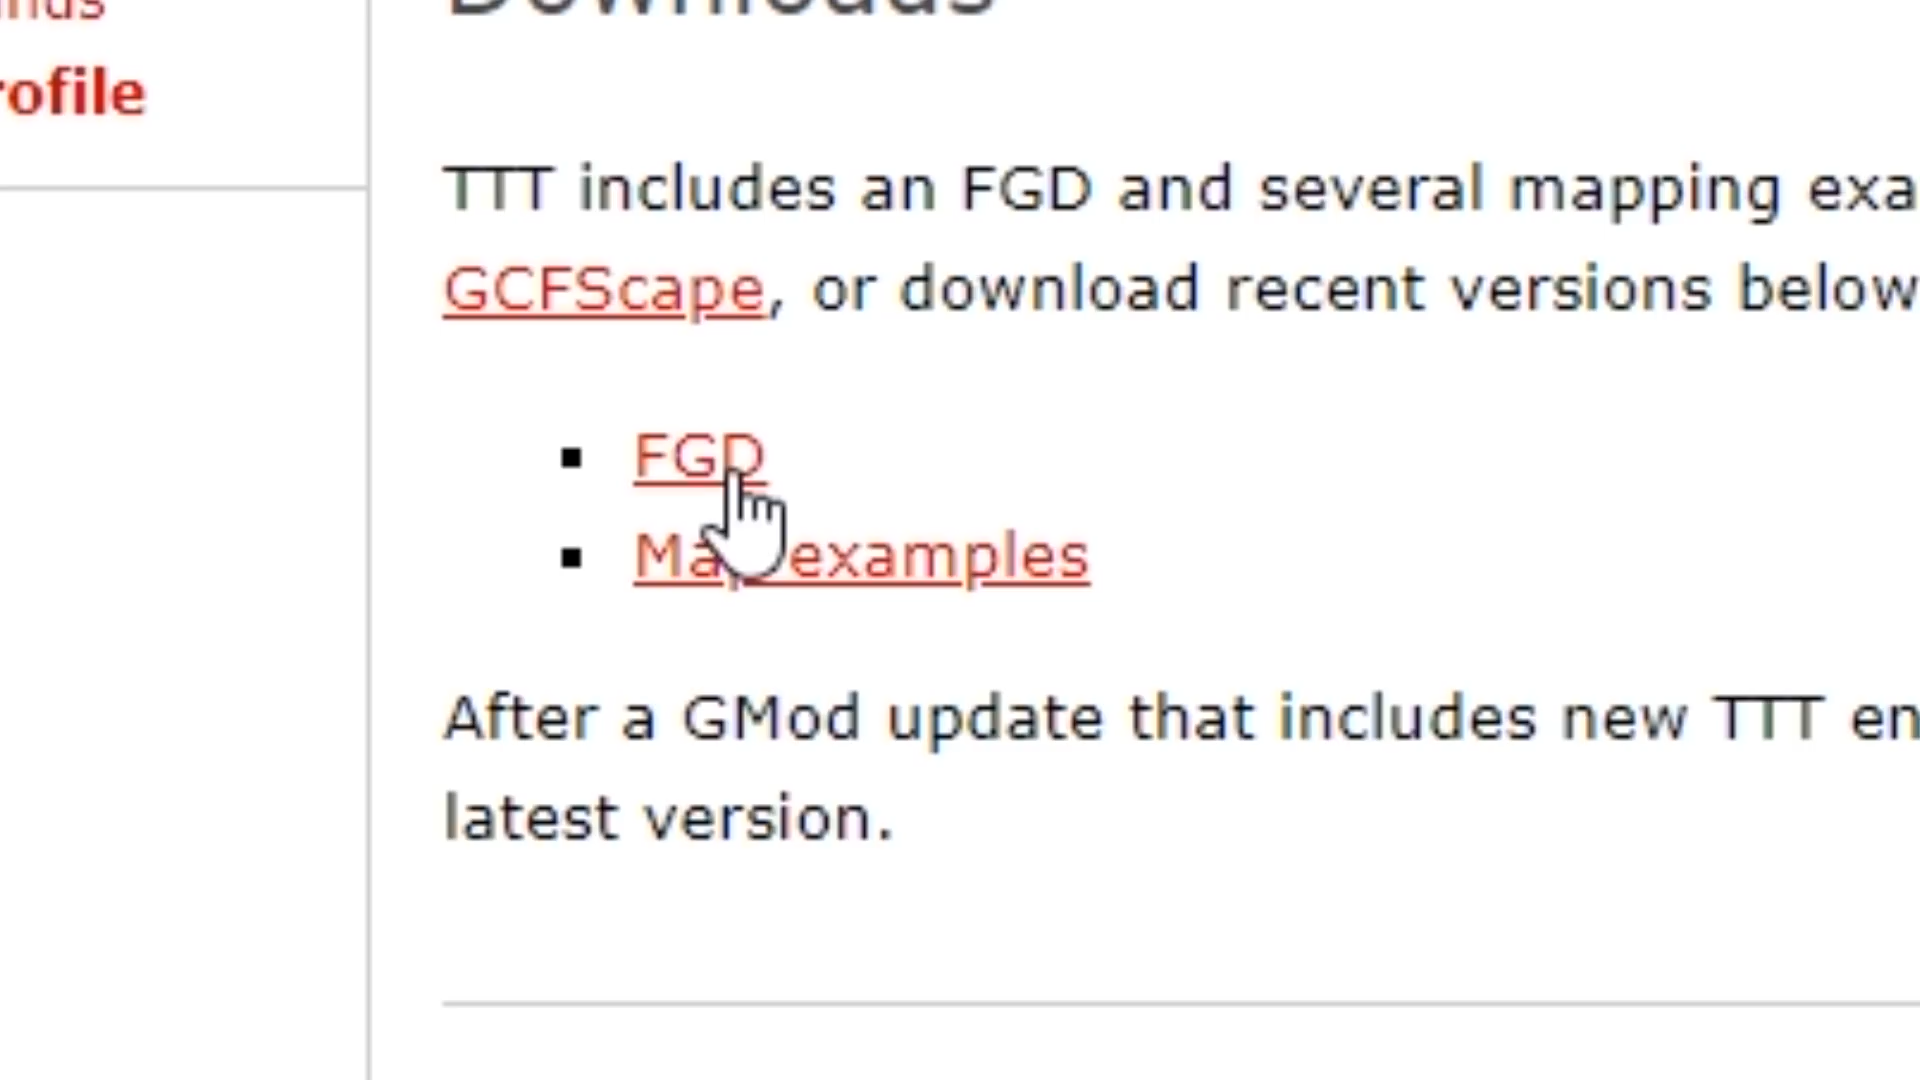 Downloads
rofile
TTT includes an FGD and several mapping exa
GCFScape, or download recent versions below
FGD
Map examples
After a GMod update that includes new TTT en
latest version.